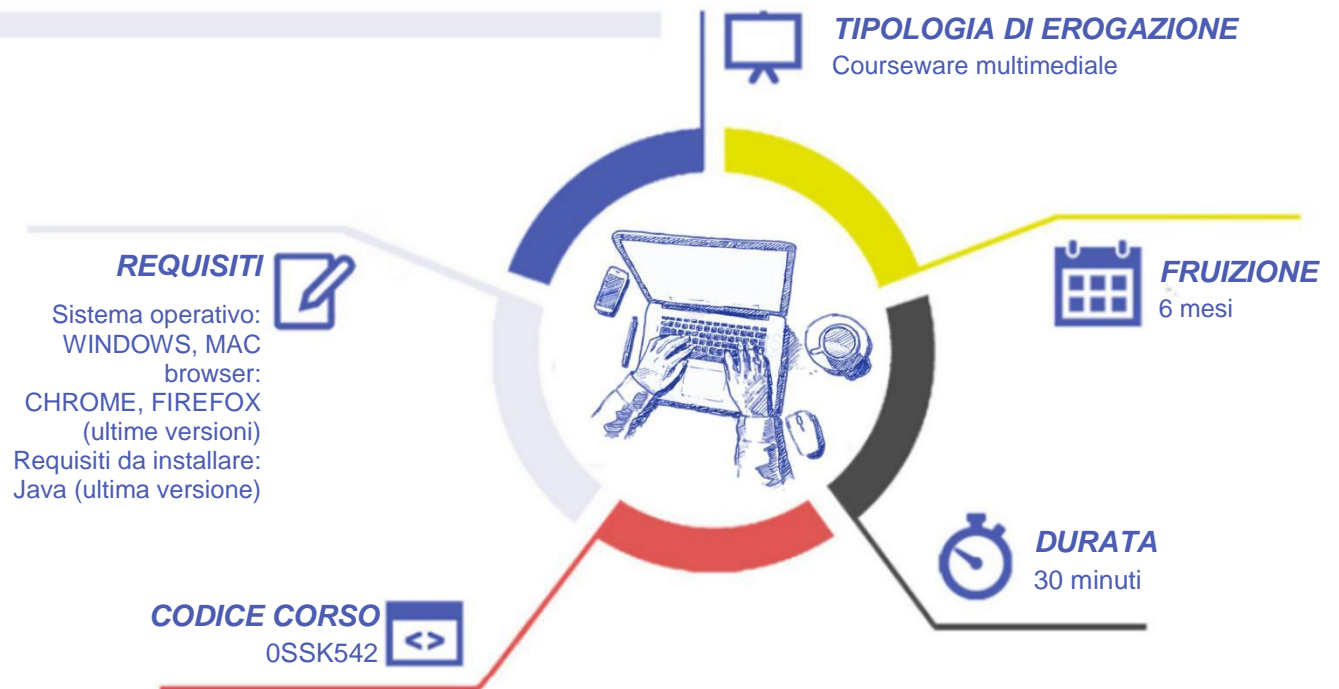 TIPOLOGIA DI EROGAZIONE
Courseware multimediale
REQUISITI
Sistema operativo:
WINDOWS, MAC
browser:
CHROME, FIREFOX
(ultime versioni)
Requisiti da installare:
Java (ultima versione)
FRUIZIONE
6 mesi
DURATA
30 minuti
CODICE CORSO
0SSK542